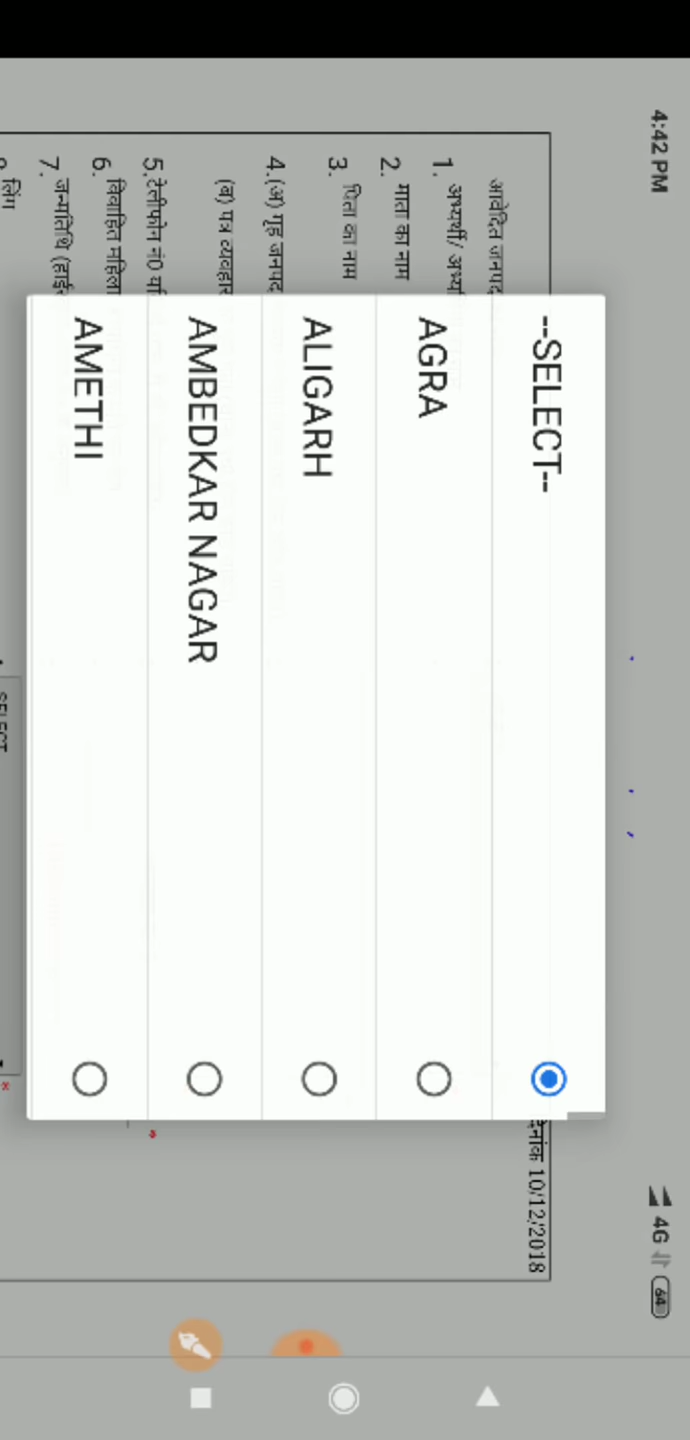 4:42 PM
4G
64
आवेदित जनपद
दिनांक 10/12/2018
1. अभ्यर्थी/
2. माता का नाम
3. पिता का नाम
4.(अ) गृह जनपद
(ब) पत्र व्यवहार
5.टेलीफोन नं0
6. विवाहित महिला
7. जन्मतिथि
लिंग
SELECT
--SELECT--
AGRA
ALIGARH
AMBEDKAR NAGAR
AMETHI